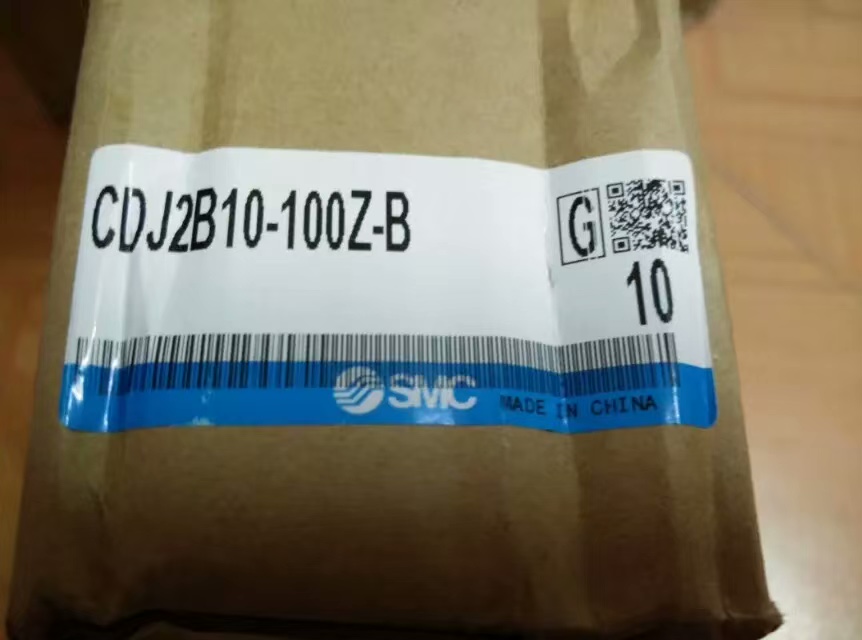 CDJ2B10-100Z-B
G
10
SMC
MADE IN CHINA